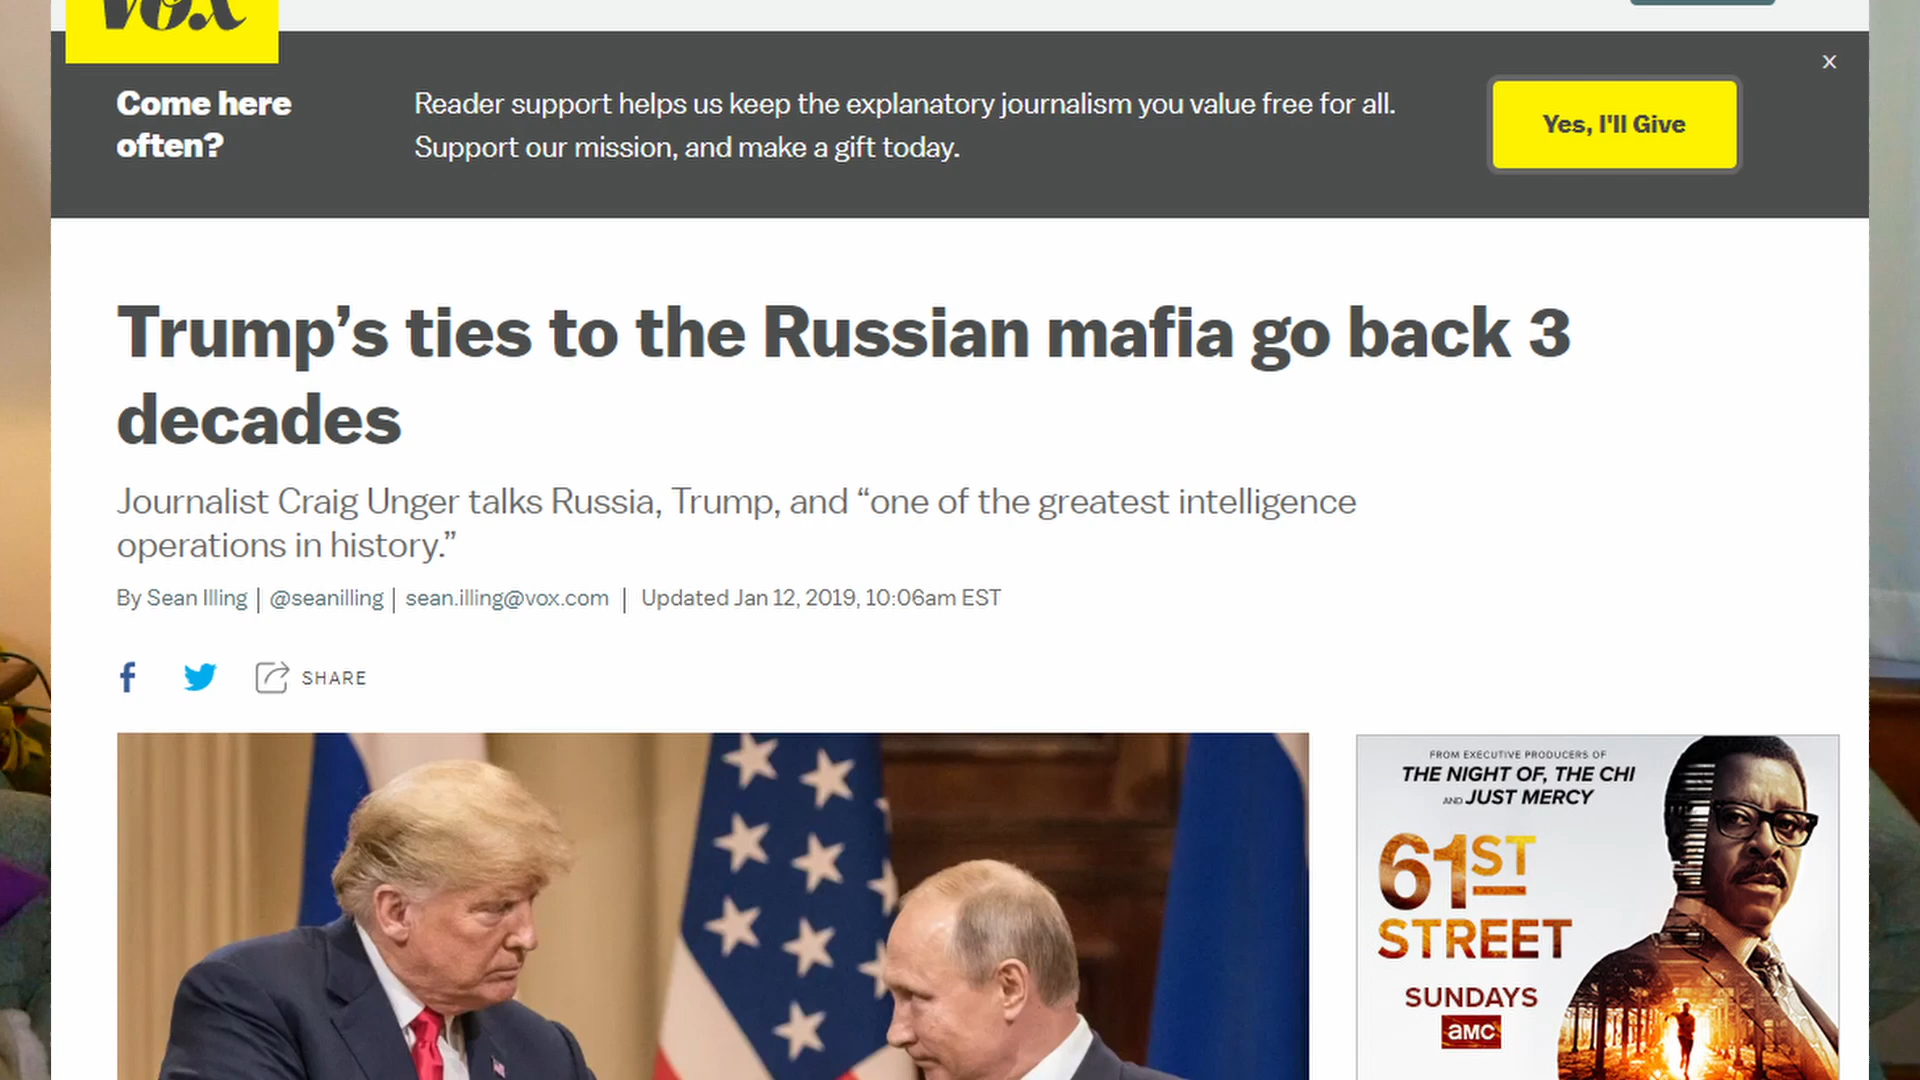 Vox
Come here
often?
Reader support helps us keep the explanatory journalism you value free for all.
Support our mission, and make a gift today.
Yes, I'll Give
x
Trump’s ties to the Russian mafia go back 3
decades
Journalist Craig Unger talks Russia, Trump, and “one of the greatest intelligence
operations in history.”
By Sean Illing | @seanilling | sean.illing@vox.com | Updated Jan 12, 2019, 10:06am EST
SHARE
FROM EXECUTIVE PRODUCERS OF
THE NIGHT OF, THE CHI
AND JUST MERCY
61ST
STREET
SUNDAYS
aMC